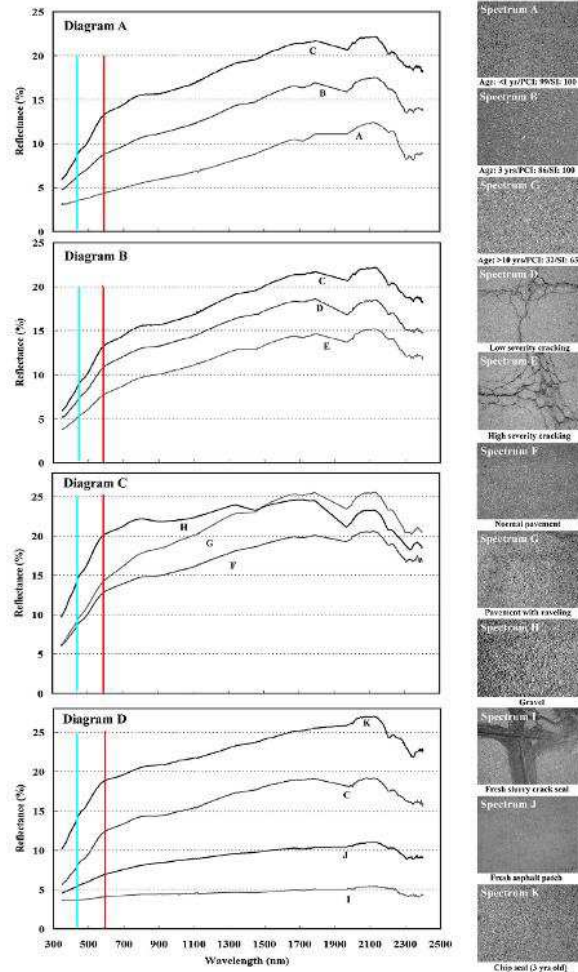 Diagram A
25
20
15
10
5
0
Reflectance (%)
C
B
A
Diagram B
25
20
15
10
5
0
Reflectance (%)
C
D
E
Diagram C
25
20
15
10
5
0
Reflectance (%)
H
G
F
Diagram D
25
20
15
10
5
0
Reflectance (%)
K
C
J
I
300 500 700 900 1100 1300 1500 1700 1900 2100 2300 2500
Wavelength (nm)
Spectrum A
Age: <1 yr/PCI: 99/SI: 100
Spectrum B
Age: 3 yrs/PCI: 86/SI: 100
Spectrum C
Age: >10 yrs/PCI: 32/SI: 63
Spectrum D
Low severity cracking
Spectrum E
High severity cracking
Spectrum F
Normal pavement
Spectrum G
Pavement with raveling
Spectrum H
Gravel
Spectrum I
Fresh slurry crack seal
Spectrum J
Fresh asphalt patch
Spectrum K
Chip seal (3 yrs old)